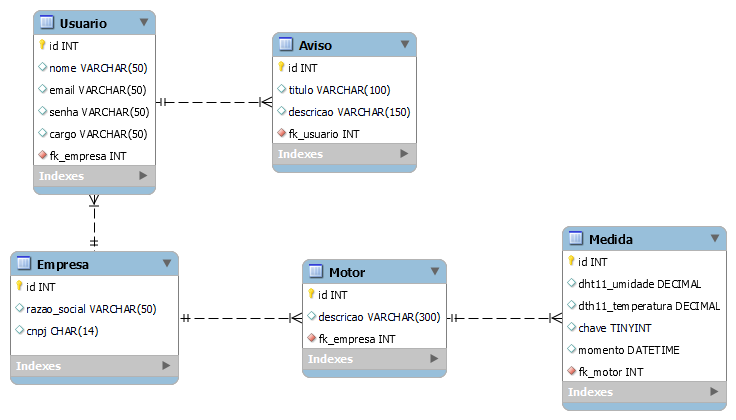 Usuario
id INT
nome VARCHAR(50)
email VARCHAR(50)
senha VARCHAR(50)
cargo VARCHAR(50)
fk_empresa INT
Indexes
Aviso
id INT
titulo VARCHAR(100)
descricao VARCHAR(150)
fk_usuario INT
Indexes
Empresa
id INT
razao_social VARCHAR(50)
cnpj CHAR(14)
Indexes
Motor
id INT
descricao VARCHAR(300)
fk_empresa INT
Indexes
Medida
id INT
dht11_umidade DECIMAL
dth11_temperatura DECIMAL
chave TINYINT
momento DATETIME
fk_motor INT
Indexes